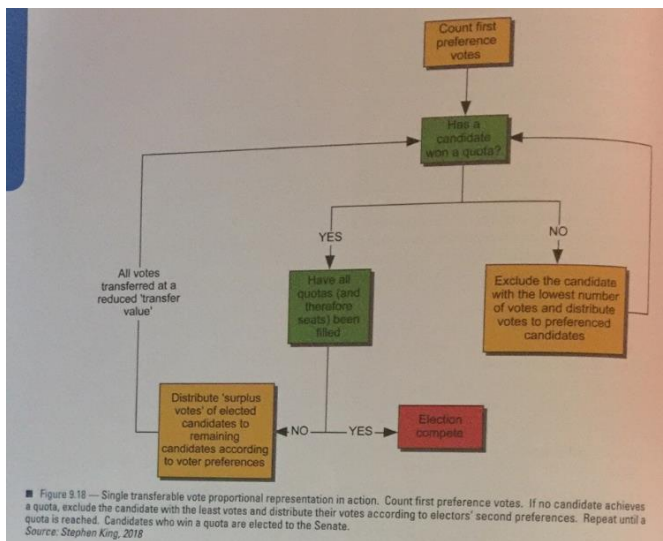 Count first
preference
votes
Has a
candidate
won a quota?
YES
NO
All votes
transferred at a
reduced 'transfer
value'
Have all
quotas (and
therefore
seats) been
filled
Exclude the candidate
with the lowest number
of votes and distribute
votes to preferenced
candidates
Distribute 'surplus
votes' of elected
candidates to
remaining
candidates according
to voter preferences
NO
YES
Election
compete
Figure 9.18 — Single transferable vote proportional representation in action. Count first preference votes. If no candidate achieves
a quota, exclude the candidate with the least votes and distribute their votes according to electors' second preferences. Repeat until a
quota is reached. Candidates who win a quota are elected to the Senate.
Source: Stephen King, 2018